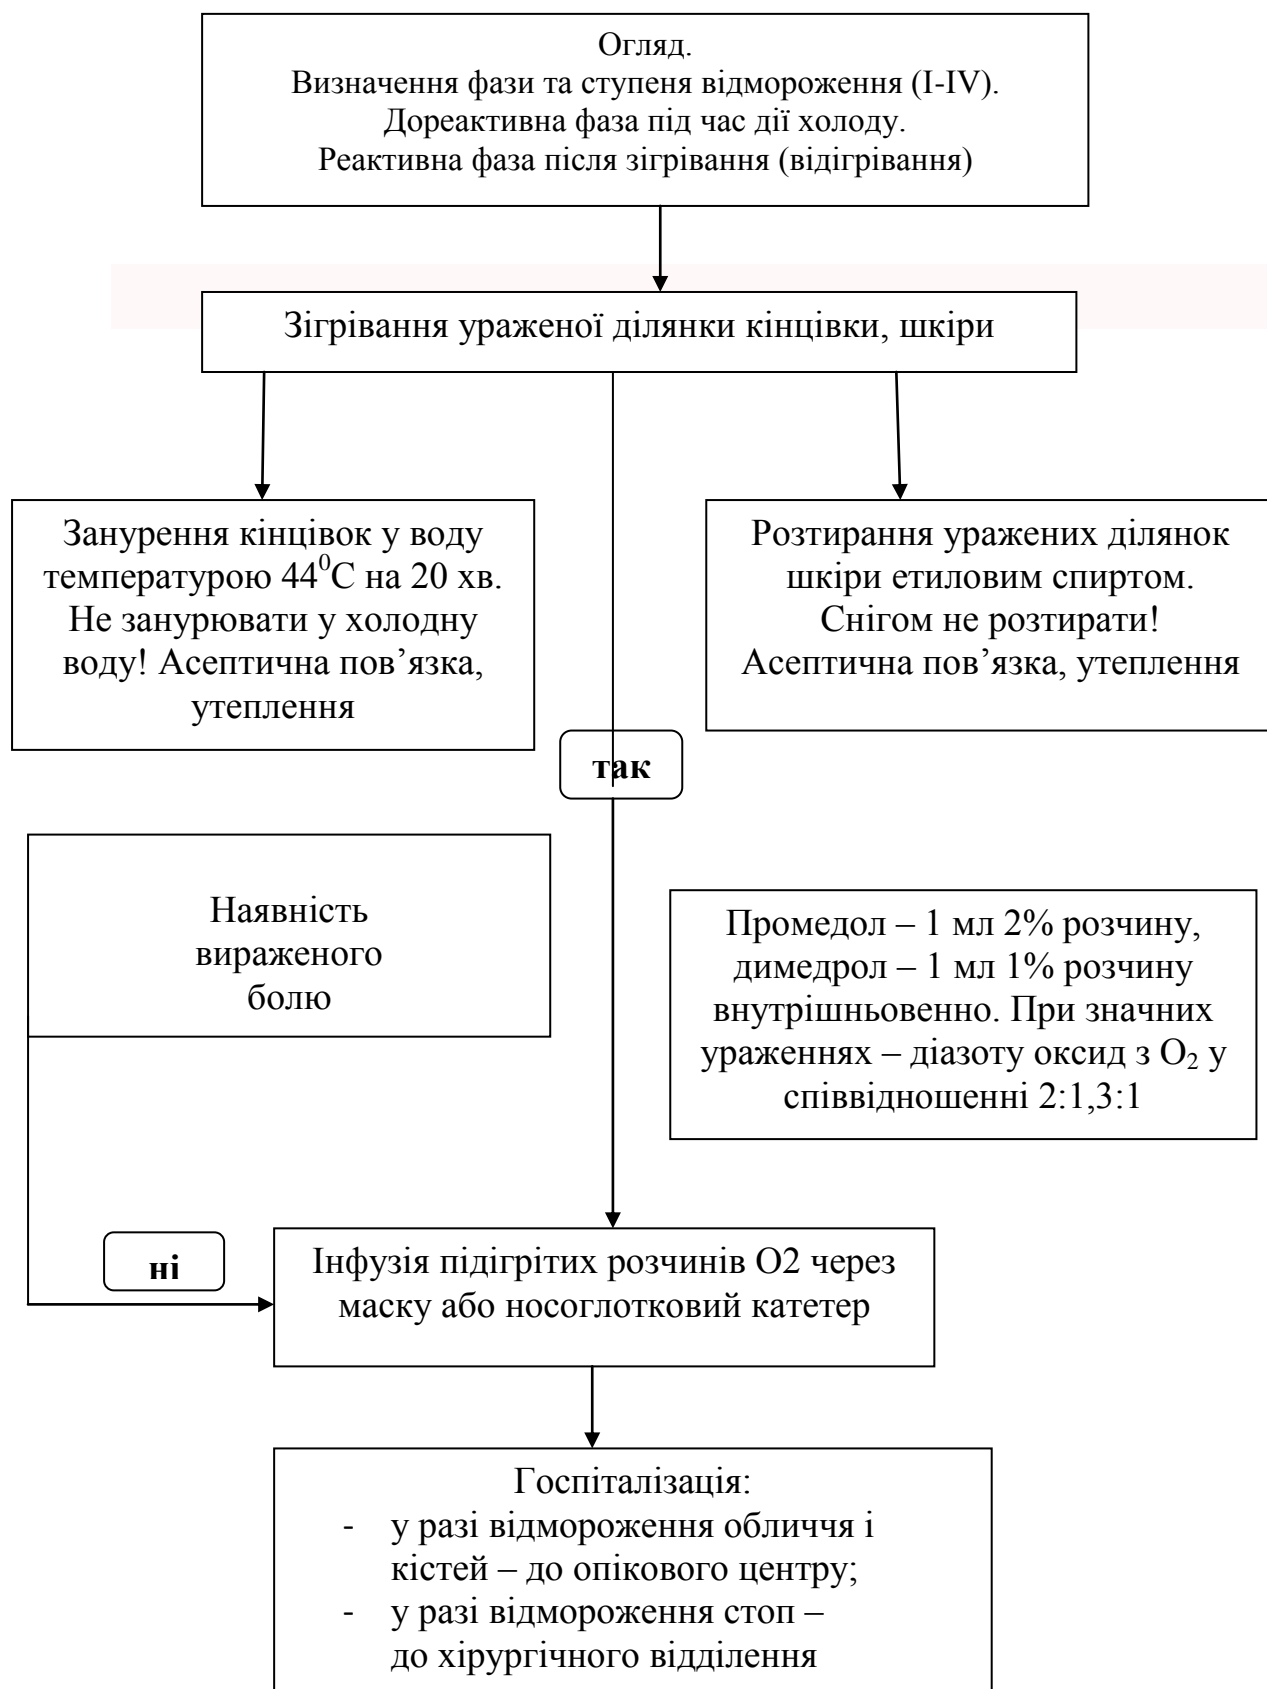 Огляд.
Визначення фази та ступеня відмороження (I-IV).
Дореактивна фаза під час дії холоду.
Реактивна фаза після зігрівання (відігрівання)
Зігрівання ураженої ділянки кінцівки, шкіри
Занурення кінцівок у воду
температурою 44⁰С на 20 хв.
Не занурювати у холодну
воду! Асептична пов’язка,
утеплення
Розтирання уражених ділянок
шкіри етиловим спиртом.
Снігом не розтирати!
Асептична пов’язка, утеплення
так
Наявність
вираженого
болю
Промедол – 1 мл 2% розчину,
димедрол – 1 мл 1% розчину
внутрішньовенно. При значних
ураженнях – діазоту оксид з О₂ у
співвідношенні 2:1,3:1
ні
Інфузія підігрітих розчинів О2 через
маску або носоглотковий катетер
Госпіталізація:
- у разі відмороження обличчя і
кістей – до опікового центру;
- у разі відмороження стоп –
до хірургічного відділення